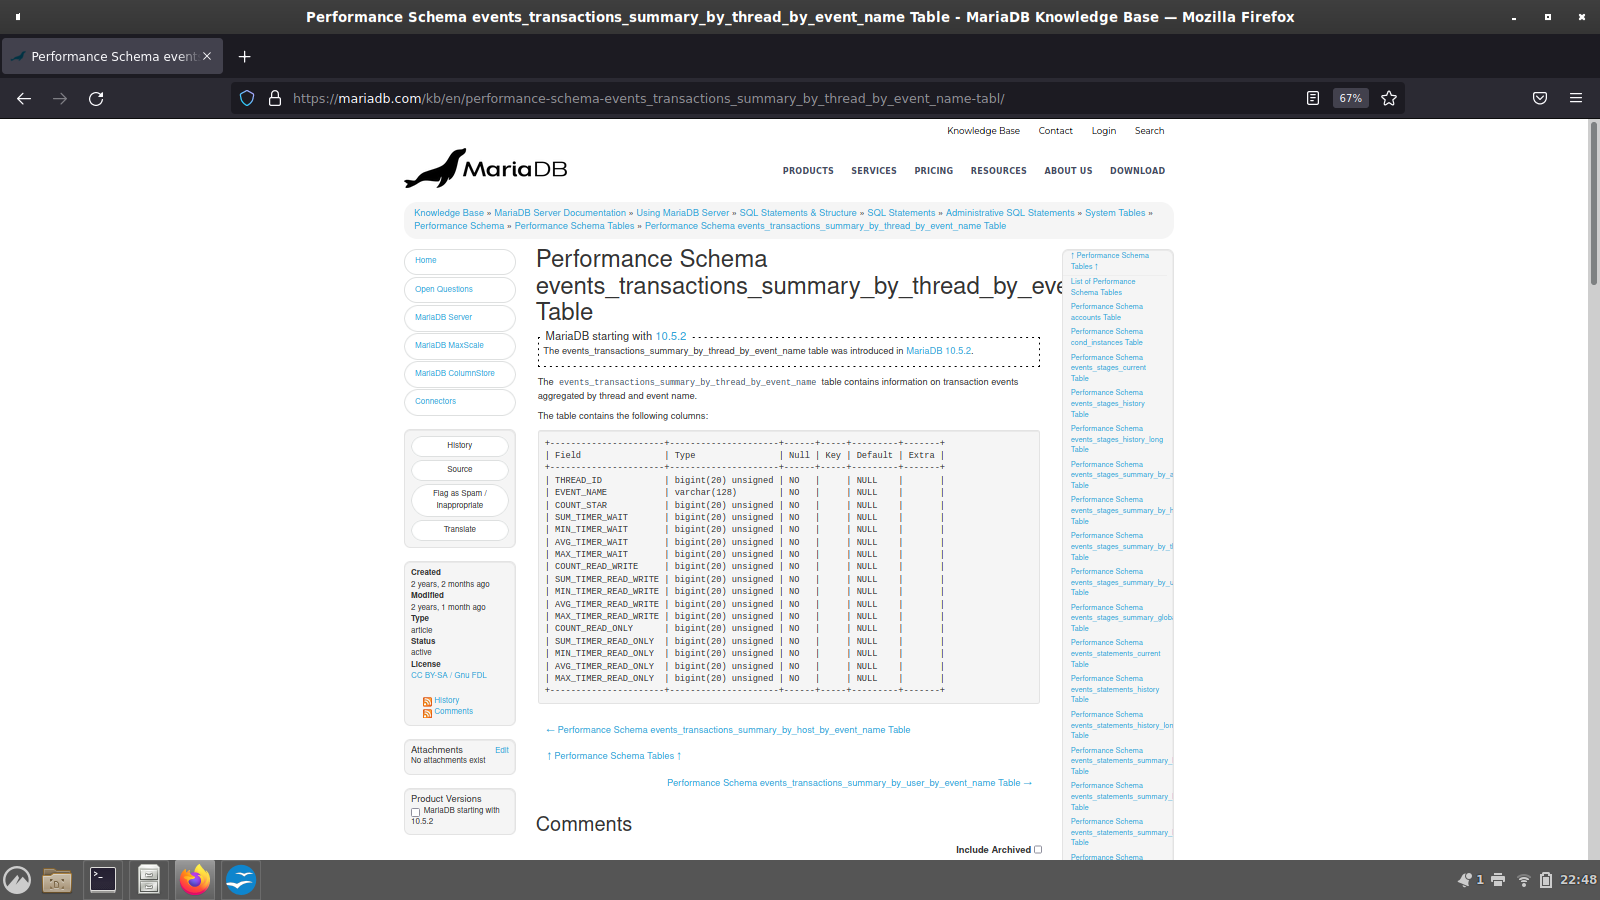 Performance Schema events_transactions_summary_by_thread_by_event_name Table - MariaDB Knowledge Base — Mozilla Firefox
Performance Schema event
https://mariadb.com/kb/en/performance-schema-events_transactions_summary_by_thread_by_event_name-tabl/
67%
Knowledge Base Contact Login Search
MariaDB
PRODUCTS SERVICES PRICING RESOURCES ABOUT US DOWNLOAD
Knowledge Base » MariaDB Server Documentation » Using MariaDB Server » SQL Statements & Structure » SQL Statements » Administrative SQL Statements » System Tables »
Performance Schema » Performance Schema Tables » Performance Schema events_transactions_summary_by_thread_by_event_name Table
Home
Open Questions
MariaDB Server
MariaDB MaxScale
MariaDB ColumnStore
Connectors
History
Source
Flag as Spam /
Inappropriate
Translate
Created
2 years, 2 months ago
Modified
2 years, 1 month ago
Type
article
Status
active
License
CC BY-SA / Gnu FDL
History
Comments
Attachments Edit
No attachments exist
Product Versions
MariaDB starting with
10.5.2
Performance Schema
events_transactions_summary_by_thread_by_eve
Table
MariaDB starting with 10.5.2
The events_transactions_summary_by_thread_by_event_name table was introduced in MariaDB 10.5.2.
The events_transactions_summary_by_thread_by_event_name table contains information on transaction events
aggregated by thread and event name.
The table contains the following columns:
+----------------------+---------------------+------+-----+---------+-------+
| Field                | Type                | Null | Key | Default | Extra |
+----------------------+---------------------+------+-----+---------+-------+
| THREAD_ID            | bigint(20) unsigned | NO   |     | NULL    |       |
| EVENT_NAME           | varchar(128)        | NO   |     | NULL    |       |
| COUNT_STAR           | bigint(20) unsigned | NO   |     | NULL    |       |
| SUM_TIMER_WAIT       | bigint(20) unsigned | NO   |     | NULL    |       |
| MIN_TIMER_WAIT       | bigint(20) unsigned | NO   |     | NULL    |       |
| AVG_TIMER_WAIT       | bigint(20) unsigned | NO   |     | NULL    |       |
| MAX_TIMER_WAIT       | bigint(20) unsigned | NO   |     | NULL    |       |
| COUNT_READ_WRITE     | bigint(20) unsigned | NO   |     | NULL    |       |
| SUM_TIMER_READ_WRITE | bigint(20) unsigned | NO   |     | NULL    |       |
| MIN_TIMER_READ_WRITE | bigint(20) unsigned | NO   |     | NULL    |       |
| AVG_TIMER_READ_WRITE | bigint(20) unsigned | NO   |     | NULL    |       |
| MAX_TIMER_READ_WRITE | bigint(20) unsigned | NO   |     | NULL    |       |
| COUNT_READ_ONLY      | bigint(20) unsigned | NO   |     | NULL    |       |
| SUM_TIMER_READ_ONLY  | bigint(20) unsigned | NO   |     | NULL    |       |
| MIN_TIMER_READ_ONLY  | bigint(20) unsigned | NO   |     | NULL    |       |
| AVG_TIMER_READ_ONLY  | bigint(20) unsigned | NO   |     | NULL    |       |
| MAX_TIMER_READ_ONLY  | bigint(20) unsigned | NO   |     | NULL    |       |
+----------------------+---------------------+------+-----+---------+-------+
← Performance Schema events_transactions_summary_by_host_by_event_name Table
↑ Performance Schema Tables ↑
Performance Schema events_transactions_summary_by_user_by_event_name Table →
Comments
Include Archived
↑ Performance Schema
Tables ↑
List of Performance
Schema Tables
Performance Schema
accounts Table
Performance Schema
cond_instances Table
Performance Schema
events_stages_current
Table
Performance Schema
events_stages_history
Table
Performance Schema
events_stages_history_long
Table
Performance Schema
events_stages_summary_by_a
Table
Performance Schema
events_stages_summary_by_h
Table
Performance Schema
events_stages_summary_by_t
Table
Performance Schema
events_stages_summary_by_u
Table
Performance Schema
events_stages_summary_glob
Table
Performance Schema
events_statements_current
Table
Performance Schema
events_statements_history
Table
Performance Schema
events_statements_history_lon
Table
Performance Schema
events_statements_summary_
Table
Performance Schema
events_statements_summary_
Table
Performance Schema
events_statements_summary_
Table
Performance Schema
1
22:48